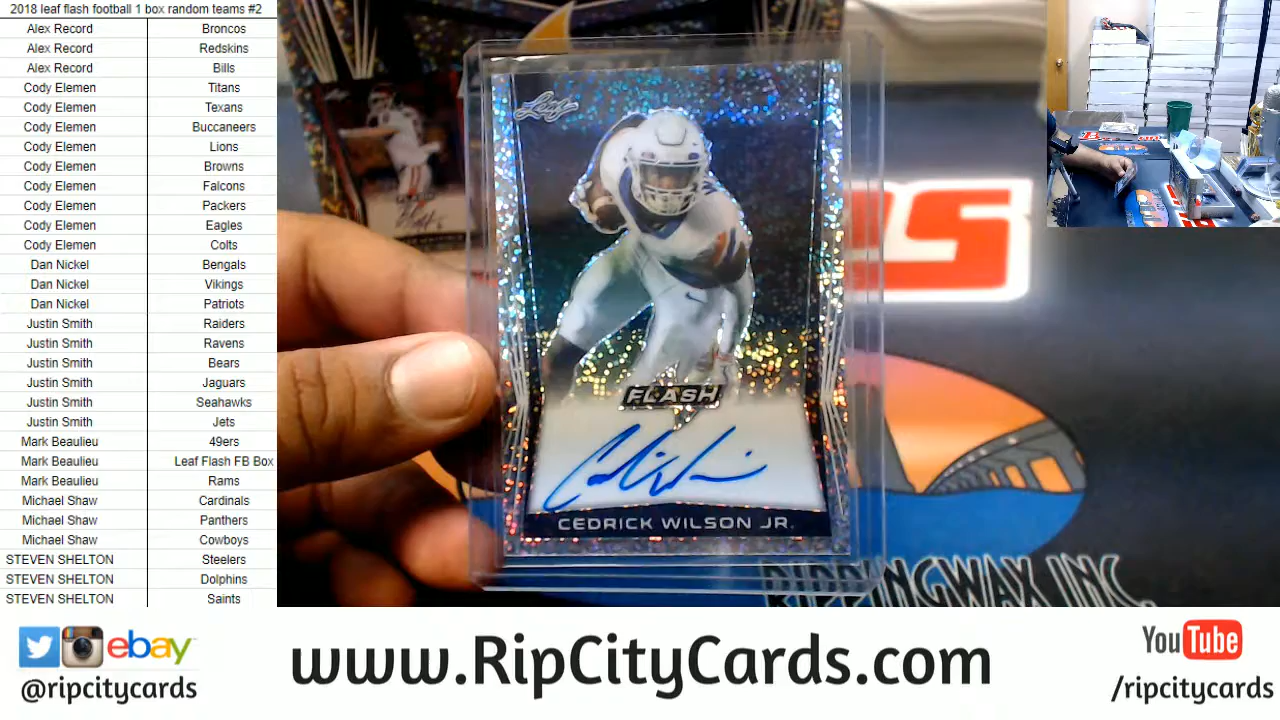 2018 leaf flash football 1 box random teams #2
Alex Record Broncos
Alex Record Redskins
Alex Record Bills
Cody Elemen Titans
Cody Elemen Texans
Cody Elemen Buccaneers
Cody Elemen Lions
Cody Elemen Browns
Cody Elemen Falcons
Cody Elemen Packers
Cody Elemen Eagles
Cody Elemen Colts
Dan Nickel Bengals
Dan Nickel Vikings
Dan Nickel Patriots
Justin Smith Raiders
Justin Smith Ravens
Justin Smith Bears
Justin Smith Jaguars
Justin Smith Seahawks
Justin Smith Jets
Mark Beaulieu 49ers
Mark Beaulieu Leaf Flash FB Box
Mark Beaulieu Rams
Michael Shaw Cardinals
Michael Shaw Panthers
Michael Shaw Cowboys
STEVEN SHELTON Steelers
STEVEN SHELTON Dolphins
STEVEN SHELTON Saints
Leaf
FLASH
CEDRICK WILSON JR.
RIPPINGWAX INC.
ebay
@ripcitycards
www.RipCityCards.com
YouTube
/ripcitycards